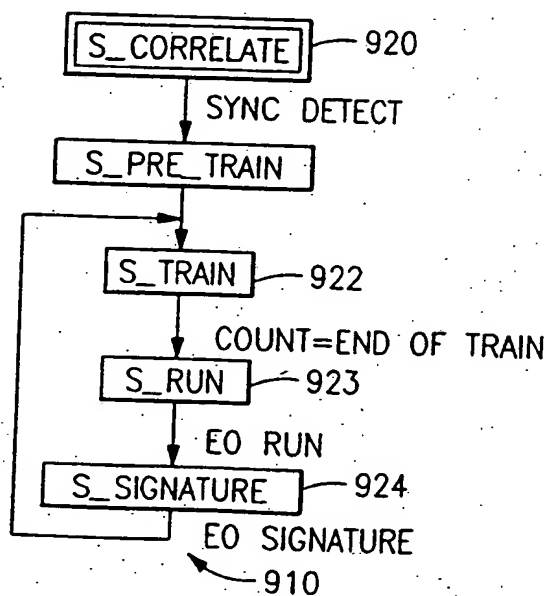 S_CORRELATE 920
SYNC DETECT
S_PRE_TRAIN
S_TRAIN 922
COUNT=END OF TRAIN
S_RUN 923
EO RUN
S_SIGNATURE 924
EO SIGNATURE
910